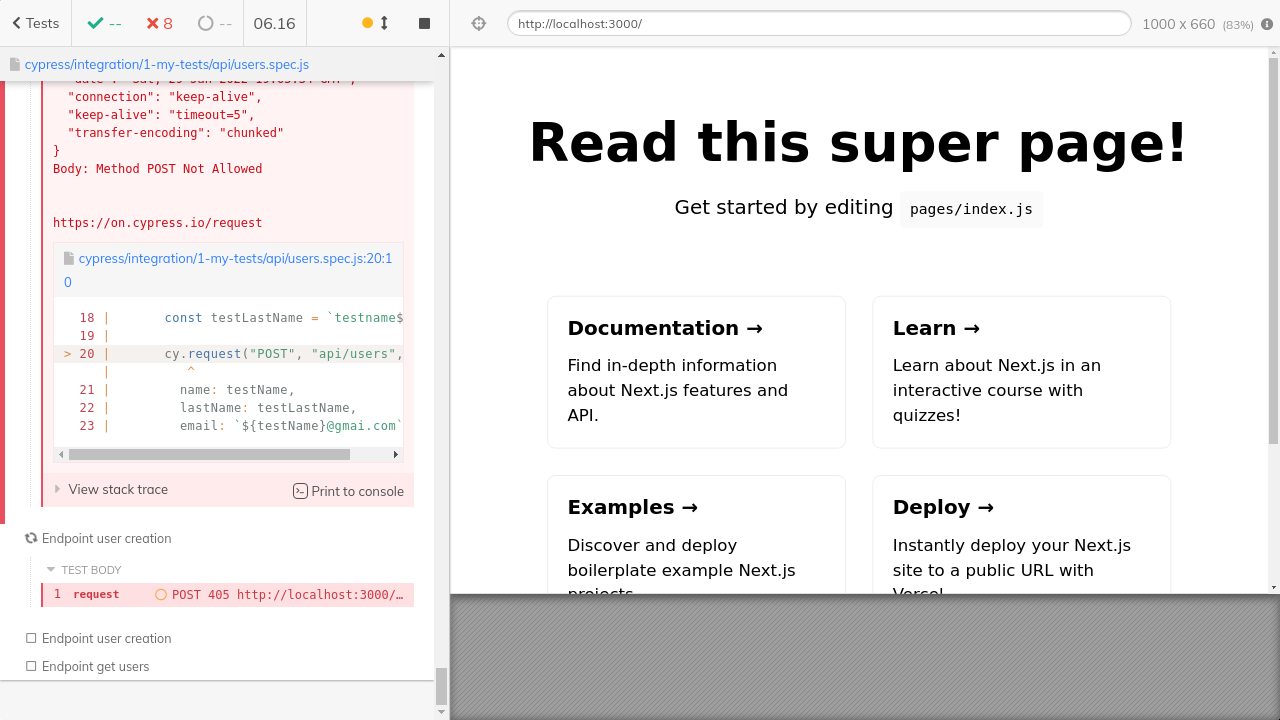 Tests
--
8
--
06.16
http://localhost:3000/
1000 x 660 (83%)
cypress/integration/1-my-tests/api/users.spec.js
"connection": "keep-alive",
"keep-alive": "timeout=5",
"transfer-encoding": "chunked"
}
Body: Method POST Not Allowed
https://on.cypress.io/request
cypress/integration/1-my-tests/api/users.spec.js:20:1
0
18 | const testLastName = `testname$
19 |
> 20 | cy.request("POST", "api/users",
| ^
21 | name: testName,
22 | lastName: testLastName,
23 | email: `${testName}@gmai.com`
View stack trace
Print to console
Endpoint user creation
TEST BODY
1 request POST 405 http://localhost:3000/…
Endpoint user creation
Endpoint get users
Read this super page!
Get started by editing pages/index.js
Documentation →
Find in-depth information
about Next.js features and
API.
Learn →
Learn about Next.js in an
interactive course with
quizzes!
Examples →
Discover and deploy
boilerplate example Next.js
projects.
Deploy →
Instantly deploy your Next.js
site to a public URL with
Vercel.